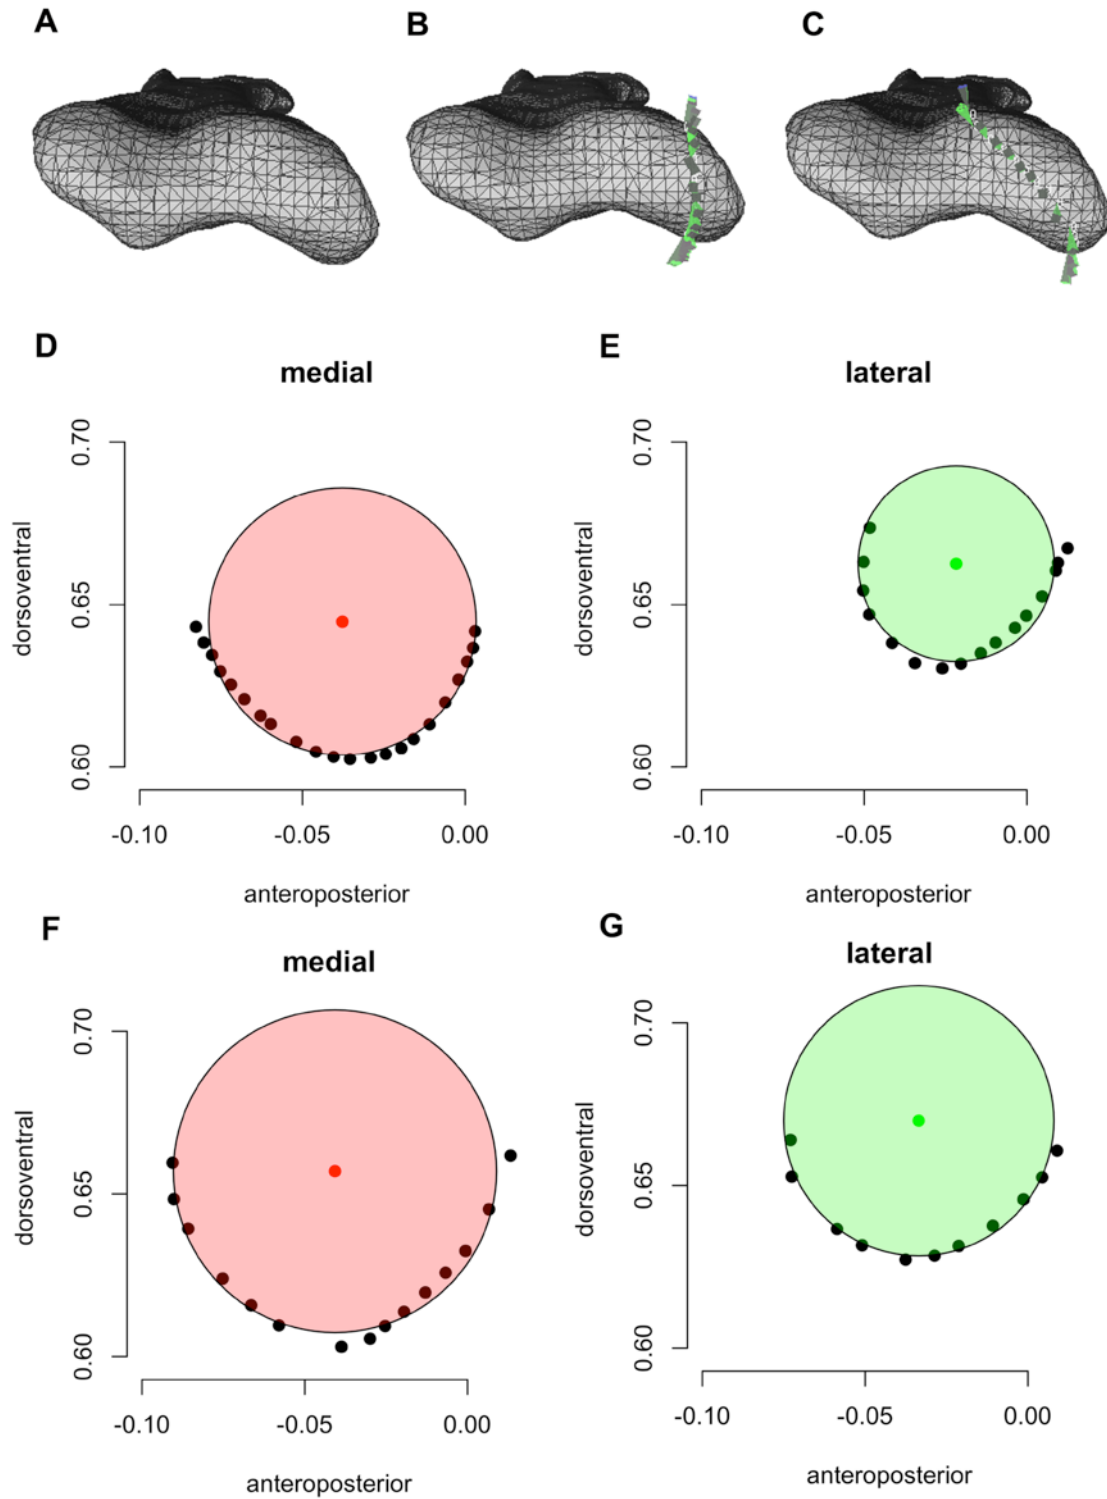 A
B
C
D
medial
dorsoventral
0.70
0.65
0.60
-0.10
-0.05
0.00
anteroposterior
E
lateral
dorsoventral
0.70
0.65
0.60
-0.10
-0.05
0.00
anteroposterior
F
medial
dorsoventral
0.70
0.65
0.60
-0.10
-0.05
0.00
anteroposterior
G
lateral
dorsoventral
0.70
0.65
0.60
-0.10
-0.05
0.00
anteroposterior